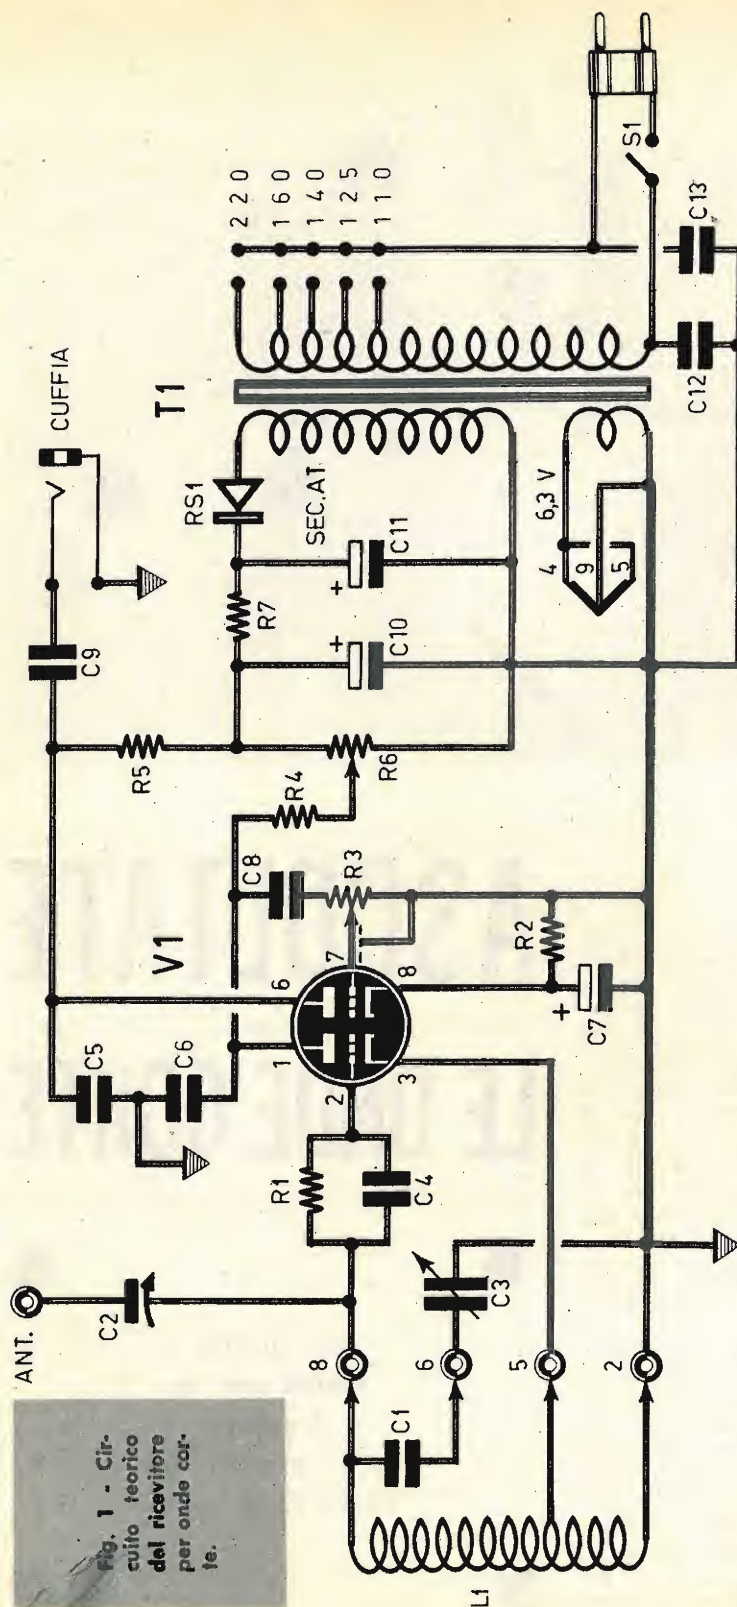 Fig. 1 - Cir-
cuito teorico
del ricevitore
per onde cor-
te.
ANT.
C2
L1
C1
8
6
5
2
C3
R1
C4
C5
C6
V1
1
6
2
7
3
8
C8
R3
R4
R2
+
C7
R5
R6
C9
CUFFIA
R7
RS1
+
C10
+
C11
SEC.AT
T1
6,3 V
4
9
5
220
160
140
125
110
S1
C12
C13